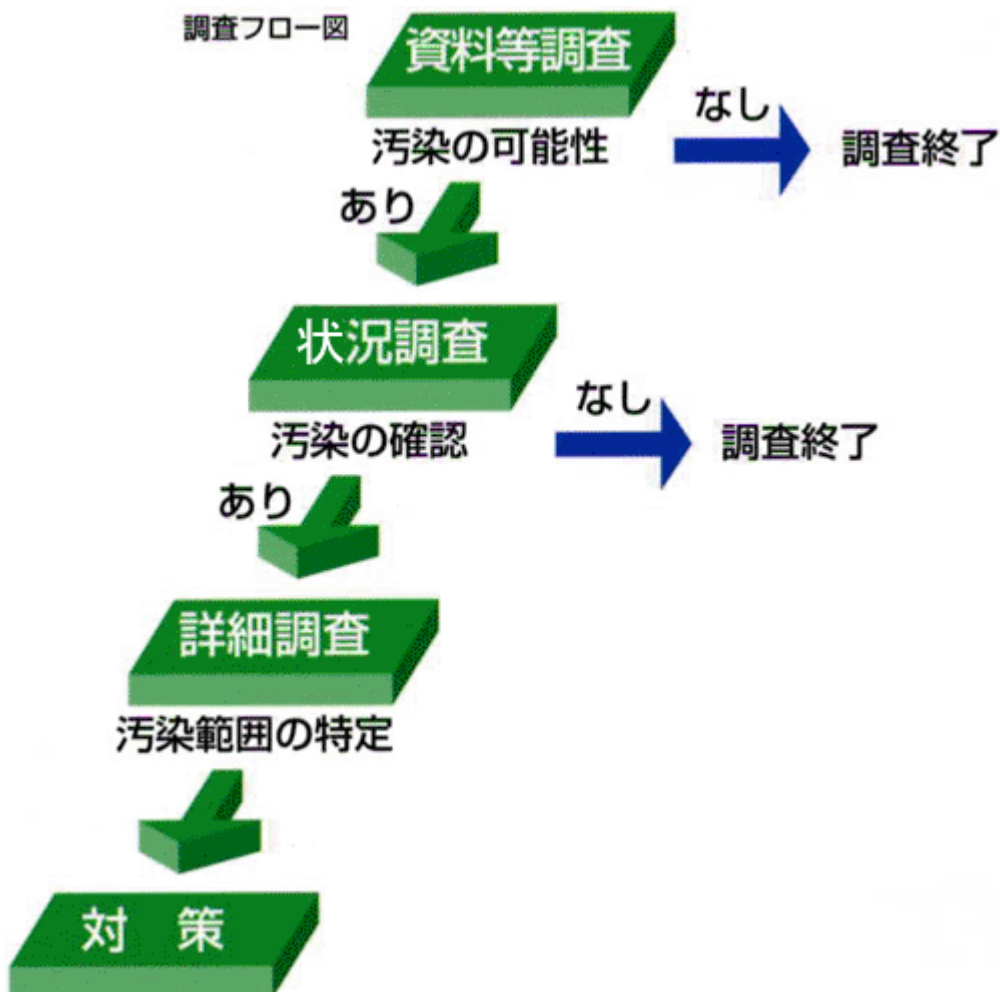 調査フロー図
資料等調査
汚染の可能性
なし
調査終了
あり
状況調査
汚染の確認
なし
調査終了
あり
詳細調査
汚染範囲の特定
対　策